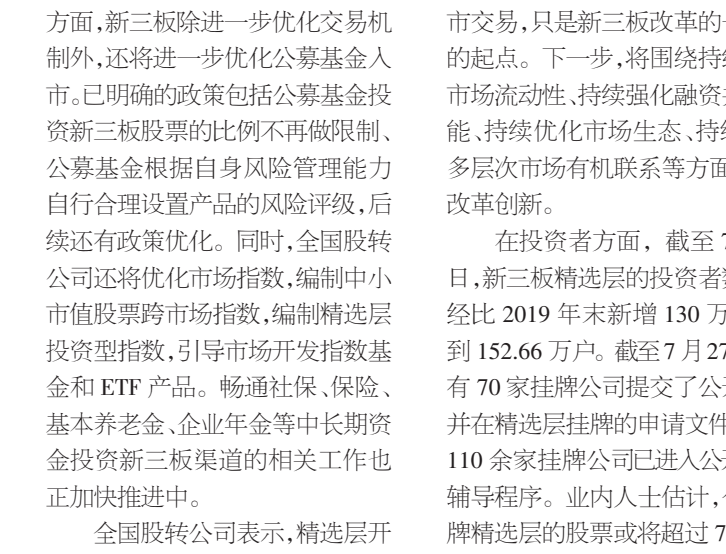 方面,新三板除进一步优化交易机
制外,还将进一步优化公募基金入
市。已明确的政策包括公募基金投
资新三板股票的比例不再做限制、
公募基金根据自身风险管理能力
自行合理设置产品的风险评级,后
续还有政策优化。同时,全国股转
公司还将优化市场指数,编制中小
市值股票跨市场指数,编制精选层
投资型指数,引导市场开发指数基
金和 ETF 产品。畅通社保、保险、
基本养老金、企业年金等中长期资
金投资新三板渠道的相关工作也
正加快推进中。
全国股转公司表示,精选层开
市交易,只是新三板改革的
的起点。下一步,将围绕持
市场流动性、持续强化融资
能、持续优化市场生态、持
多层次市场有机联系等方面
改革创新。
在投资者方面,截至 7
日,新三板精选层的投资者
经比 2019 年末新增 130 万
到 152.66 万户。截至 7 月 27
有 70 家挂牌公司提交了公
并在精选层挂牌的申请文件
110 余家挂牌公司已进入公
辅导程序。业内人士估计,
牌精选层的股票或将超过 7